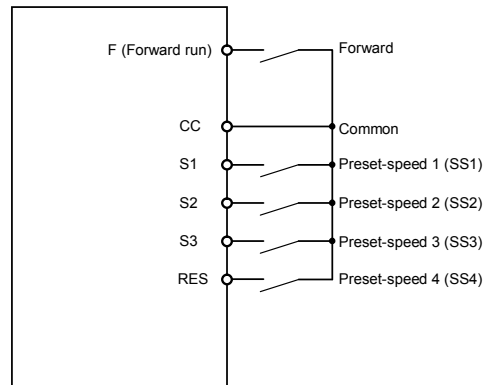 F (Forward run) Forward
CC Common
S1 Preset-speed 1 (SS1)
S2 Preset-speed 2 (SS2)
S3 Preset-speed 3 (SS3)
RES Preset-speed 4 (SS4)